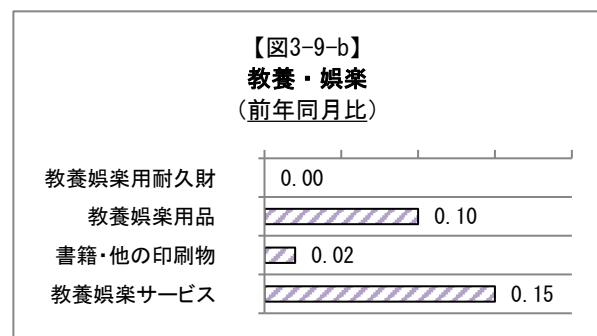 【図3-9-b】
教養・娯楽
(前年同月比)
教養娯楽用耐久財 0.00
教養娯楽用品 0.10
書籍・他の印刷物 0.02
教養娯楽サービス 0.15